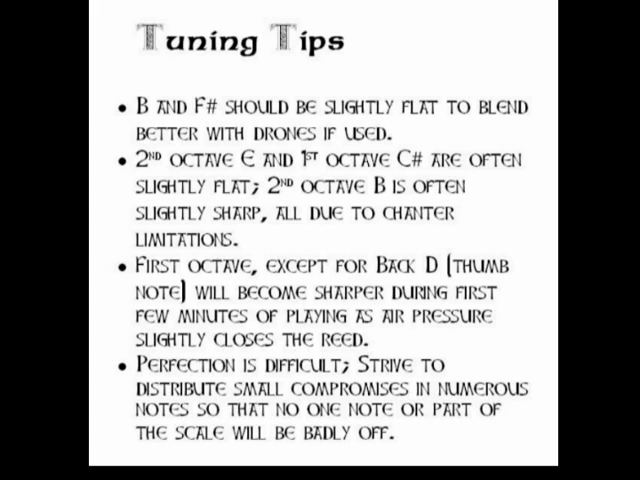 Tuning Tips
• B and F# should be slightly flat to blend
better with drones if used.
• 2nd octave E and 1st octave C# are often
slightly flat; 2nd octave B is often
slightly sharp, all due to chanter
limitations.
• First octave, except for Back D (thumb
note) will become sharper during first
few minutes of playing as air pressure
slightly closes the reed.
• Perfection is difficult; Strive to
distribute small compromises in numerous
notes so that no one note or part of
the scale will be badly off.